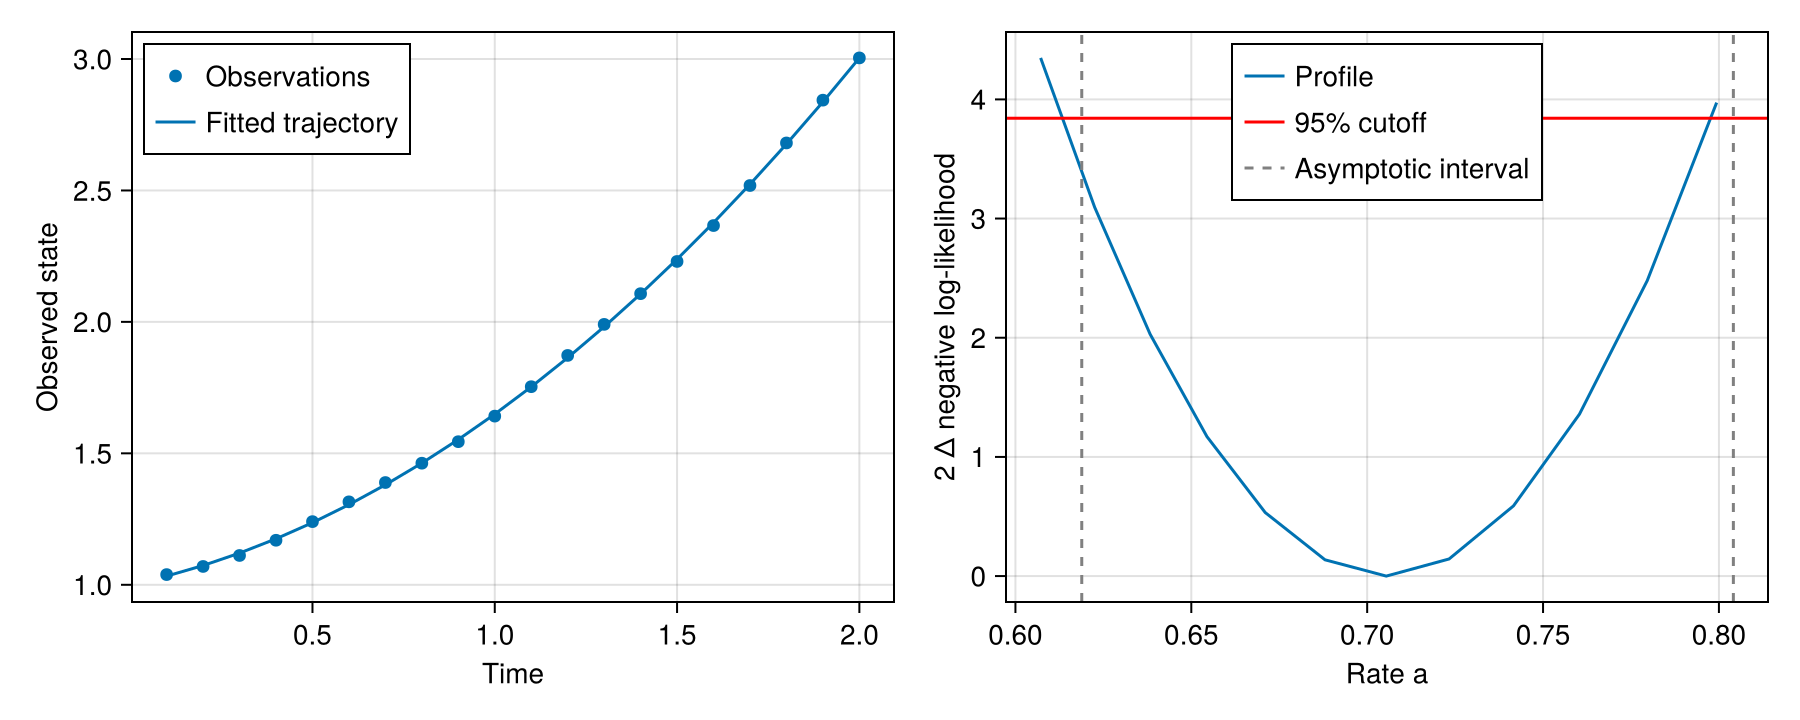 Observations
Fitted trajectory
3.0
2.5
2.0
1.5
1.0
0.5
1.0
1.5
2.0
Time
Observed state
Profile
95% cutoff
Asymptotic interval
4
3
2
1
0
0.60
0.65
0.70
0.75
0.80
Rate a
2 Δ negative log-likelihood